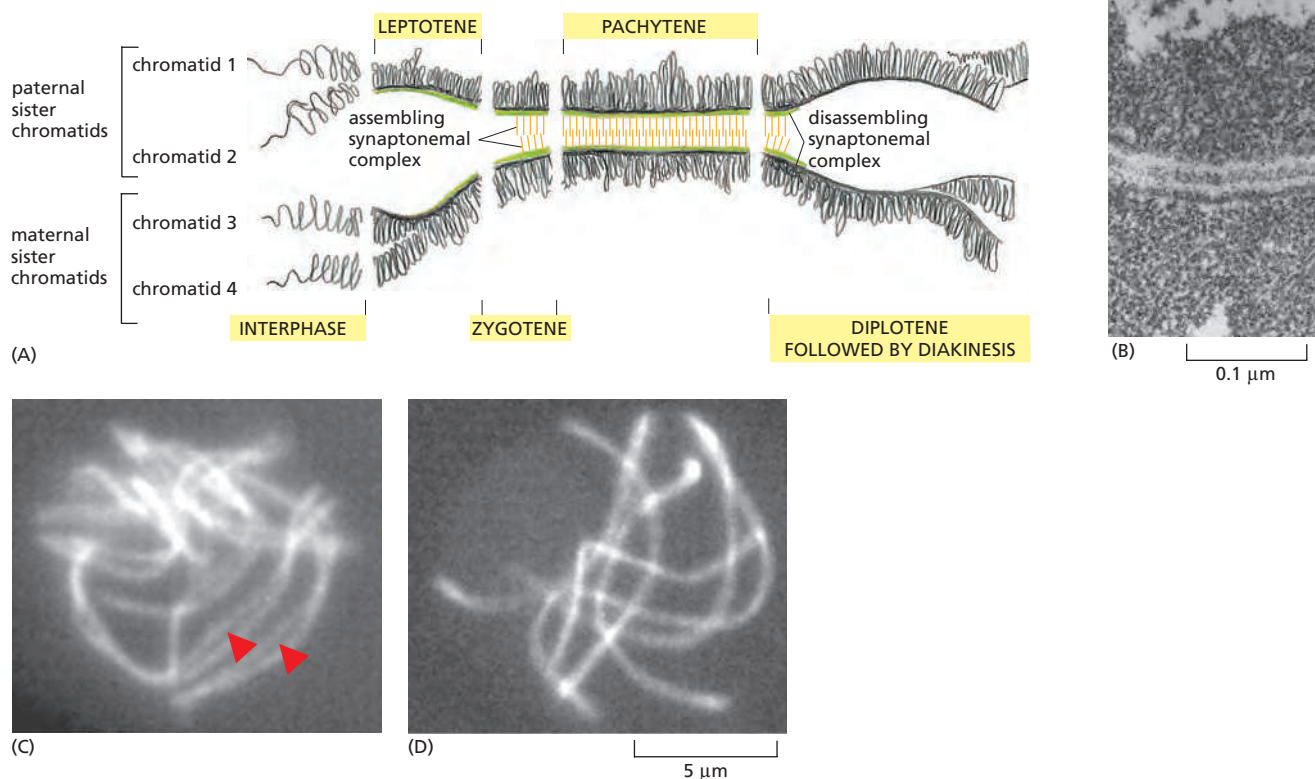 LEPTOTENE
PACHYTENE
paternal
sister
chromatids
chromatid 1
chromatid 2
assembling
synaptonemal
complex
disassembling
synaptonemal
complex
maternal
sister
chromatids
chromatid 3
chromatid 4
INTERPHASE
ZYGOTENE
DIPLOTENE
FOLLOWED BY DIAKINESIS
(A)
(B)
0.1 μm
(C)
(D)
5 μm